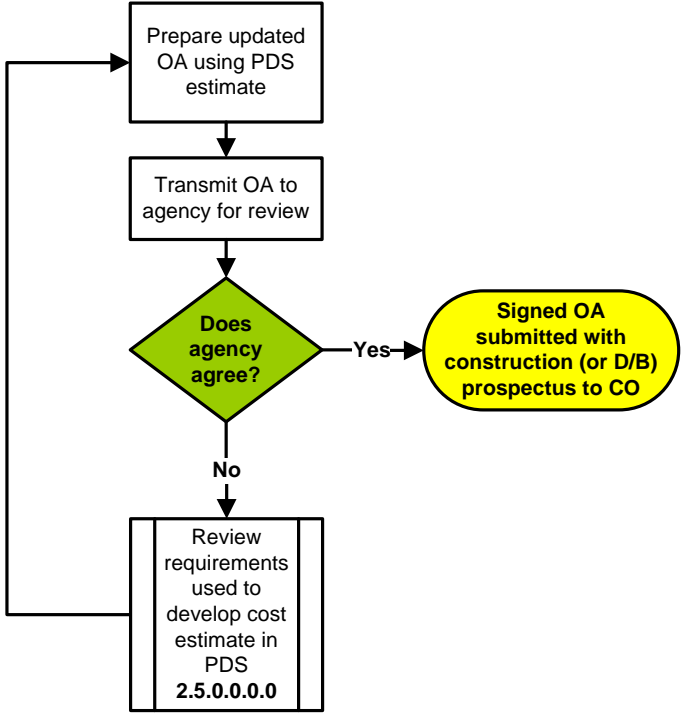 Prepare updated
OA using PDS
estimate
Transmit OA to
agency for review
Does
agency
agree?
Yes
Signed OA
submitted with
construction (or D/B)
prospectus to CO
No
Review
requirements
used to
develop cost
estimate in
PDS
2.5.0.0.0.0